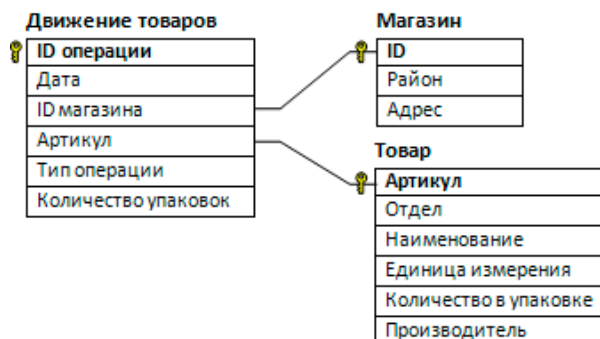 Движение товаров
ID операции
Дата
ID магазина
Артикул
Тип операции
Количество упаковок
Магазин
ID
Район
Адрес
Товар
Артикул
Отдел
Наименование
Единица измерения
Количество в упаковке
Производитель